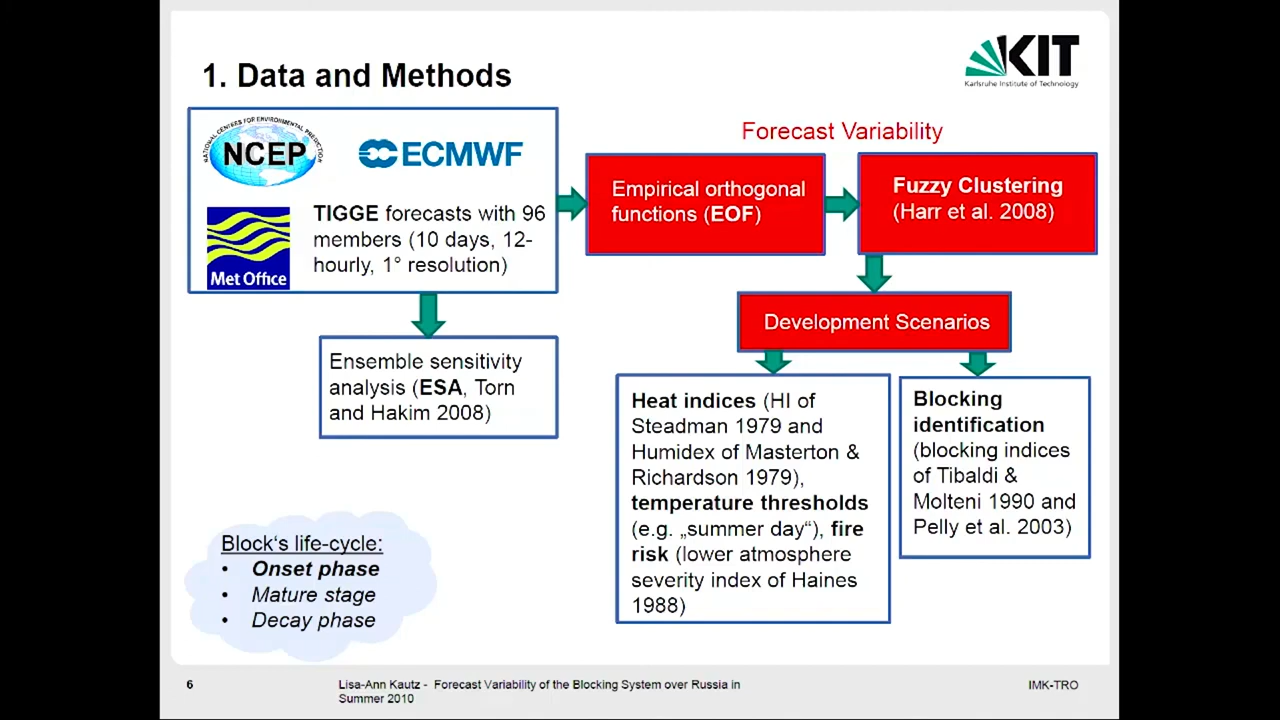 1. Data and Methods
KIT
Karlsruhe Institute of Technology
NATIONAL CENTRES FOR ENVIRONMENTAL PREDICTION
NCEP
ECMWF
TIGGE forecasts with 96
members (10 days, 12-
hourly, 1° resolution)
Met Office
Forecast Variability
Empirical orthogonal
functions (EOF)
Fuzzy Clustering
(Harr et al. 2008)
Development Scenarios
Ensemble sensitivity
analysis (ESA, Torn
and Hakim 2008)
Heat indices (HI of
Steadman 1979 and
Humidex of Masterton &
Richardson 1979),
temperature thresholds
(e.g. „summer day“), fire
risk (lower atmosphere
severity index of Haines
1988)
Blocking
identification
(blocking indices
of Tibaldi &
Molteni 1990 and
Pelly et al. 2003)
Block‘s life-cycle:
• Onset phase
• Mature stage
• Decay phase
6
Lisa-Ann Kautz - Forecast Variability of the Blocking System over Russia in
Summer 2010
IMK-TRO